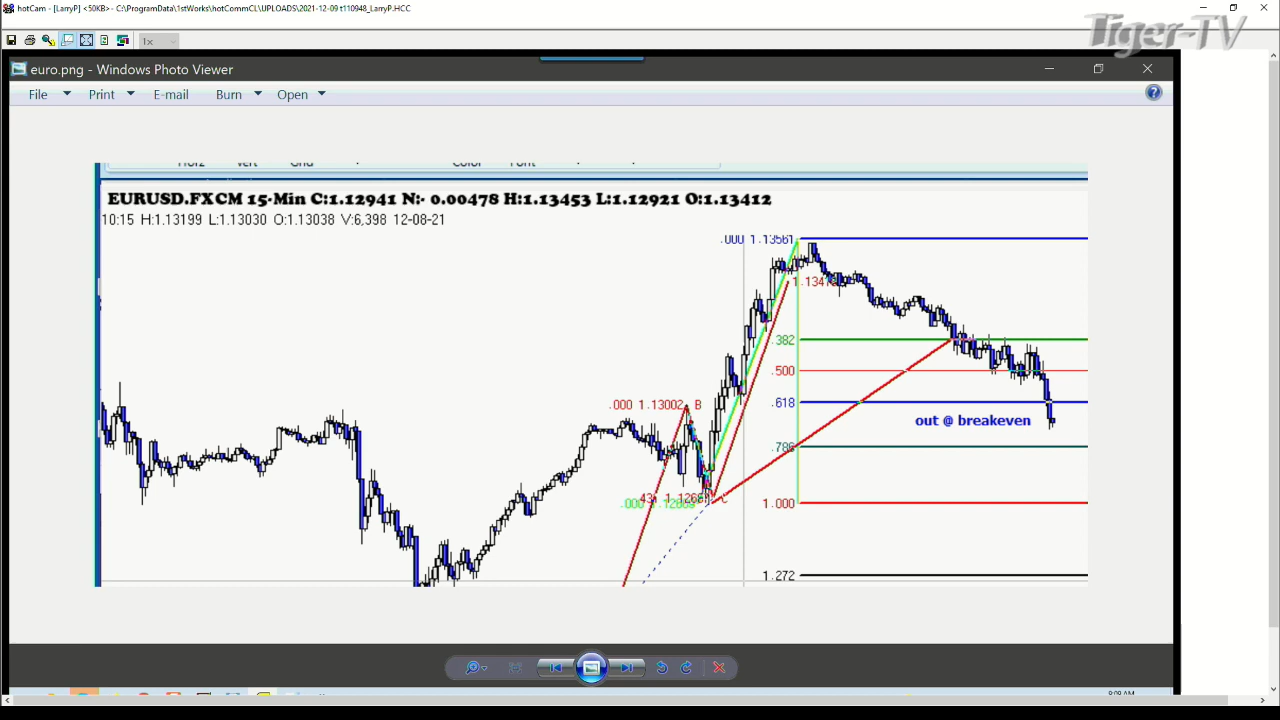 hotCam - [LarryP] <50KB>- C:\ProgramData\1stWorks\hotCommCL\UPLOADS\2021-12-09 t110948_LarryP.HCC
Tiger-TV
1x
euro.png - Windows Photo Viewer
File Print E-mail Burn Open
EURUSD.FXCM 15-Min C:1.12941 N:- 0.00478 H:1.13453 L:1.12921 O:1.13412
10:15 H:1.13199 L:1.13030 O:1.13038 V:6,398 12-08-21
.000 1.13561
.382
.500
.000 1.13002 B
.618
out @ breakeven
.786
1.000
1.272